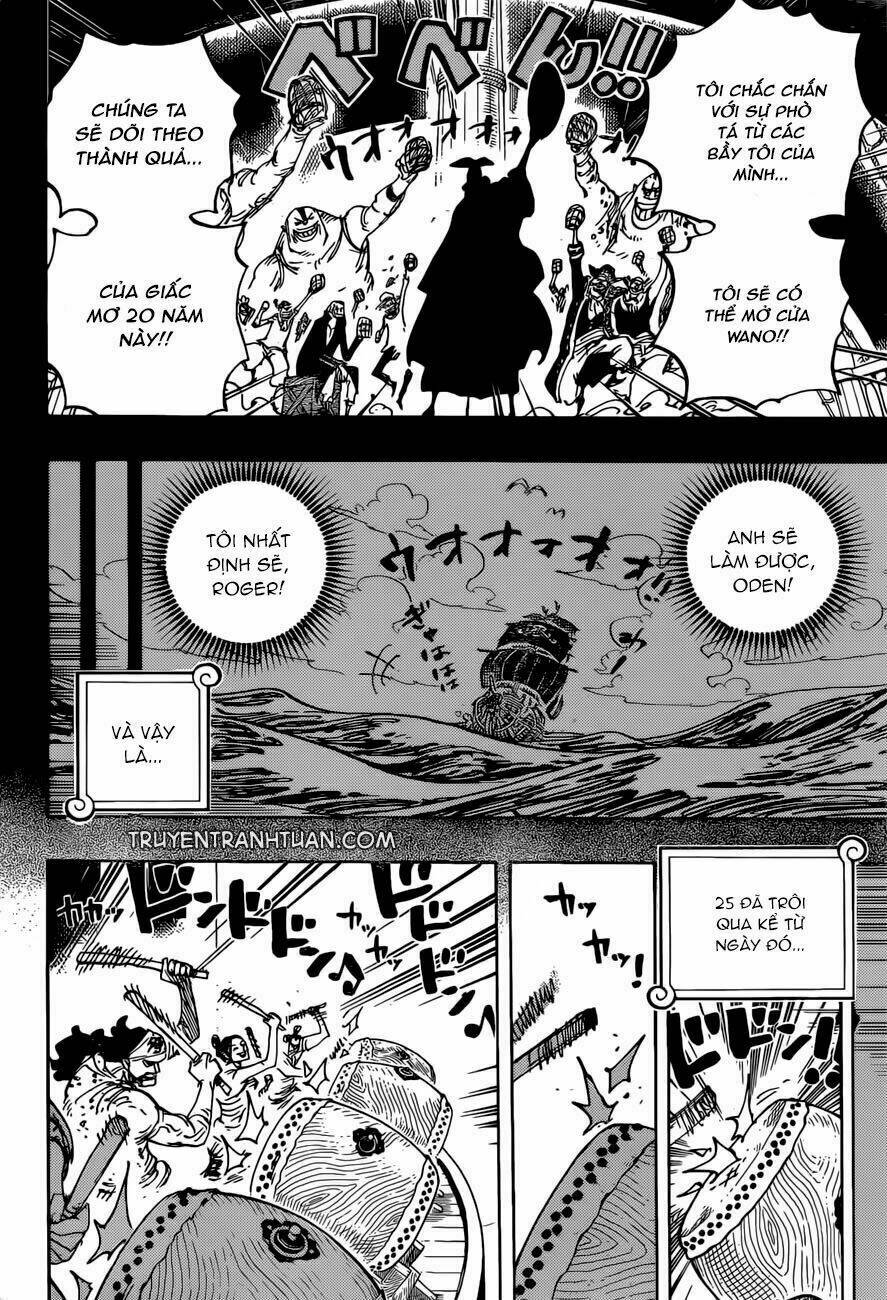 ベベん!!
TÔI CHẮC CHẮN
VỚI SỰ PHÒ
TÁ TỪ CÁC
BẦY TÔI CỦA
MÌNH...
TÔI SẼ CÓ
THỂ MỞ CỬA
WANO!!
ウオオオオオ
CHÚNG TA
SẼ DÕI THEO
THÀNH QUẢ...
CỦA GIẤC
MƠ 20 NĂM
NÀY!!
ANH SẼ
LÀM ĐƯỢC,
ODEN!
ウオオオオオ
TÔI NHẤT
ĐỊNH SẼ,
ROGER!
VÀ VẬY
LÀ...
TRUYENTRANHTUAN.COM
25 ĐÃ TRÔI
QUA KỂ TỪ
NGÀY ĐÓ...
ドドン!!
カカッ!
ドンドドドン
カカッ